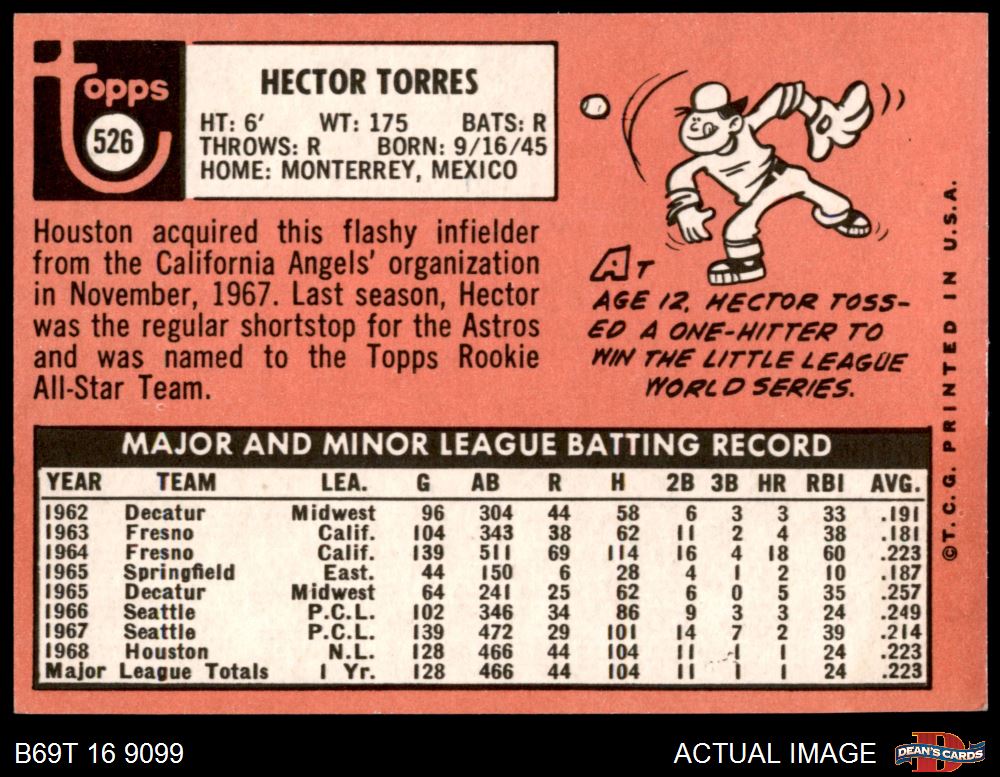 topps
526
HECTOR TORRES
HT: 6' WT: 175 BATS: R
THROWS: R BORN: 9/16/45
HOME: MONTERREY, MEXICO
Houston acquired this flashy infielder
from the California Angels' organization
in November, 1967. Last season, Hector
was the regular shortstop for the Astros
and was named to the Topps Rookie
All-Star Team.
AT
AGE 12, HECTOR TOSS-
ED A ONE-HITTER TO
WIN THE LITTLE LEAGUE
WORLD SERIES.
©T.C.G. PRINTED IN U.S.A.
MAJOR AND MINOR LEAGUE BATTING RECORD
YEAR TEAM LEA. G AB R H 2B 3B HR RBI AVG.
1962 Decatur Midwest 96 304 44 58 6 3 3 33 .191
1963 Fresno Calif. 104 343 38 62 11 2 4 38 .181
1964 Fresno Calif. 139 511 69 114 16 4 18 60 .223
1965 Springfield East. 44 150 6 28 4 1 2 10 .187
1965 Decatur Midwest 64 241 25 62 6 0 5 35 .257
1966 Seattle P.C.L. 102 346 34 86 9 3 3 24 .249
1967 Seattle P.C.L. 139 472 29 101 14 7 2 39 .214
1968 Houston N.L. 128 466 44 104 11 1 1 24 .223
Major League Totals 1 Yr. 128 466 44 104 11 1 1 24 .223
B69T 16 9099
ACTUAL IMAGE
DEAN'S CARDS